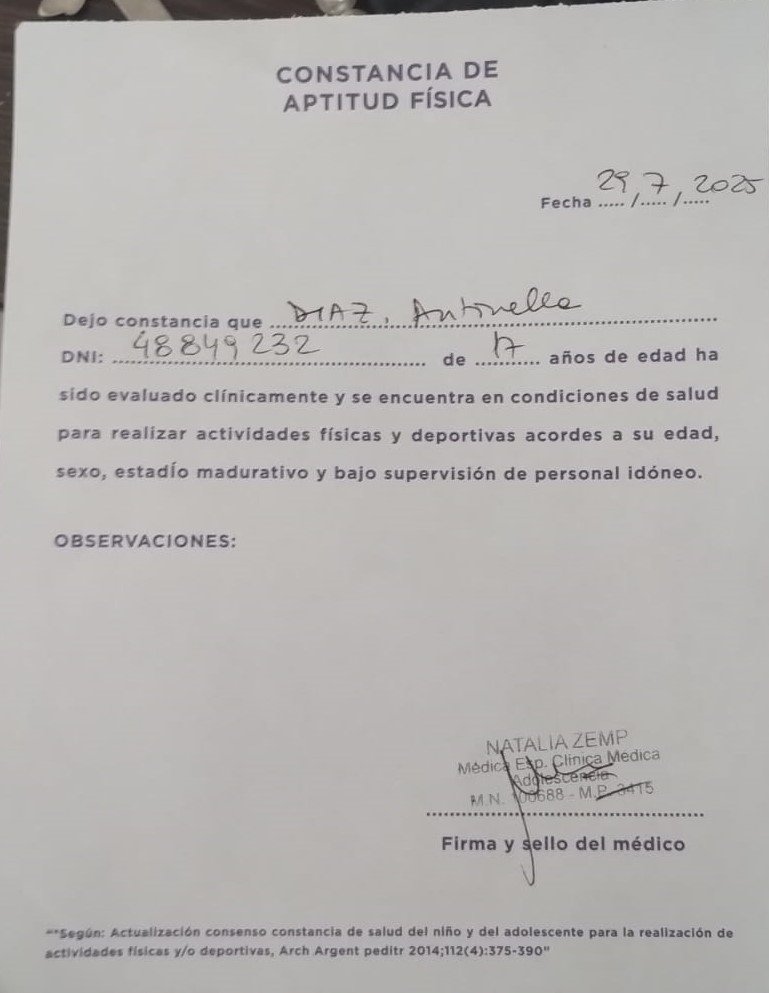 CONSTANCIA DE
APTITUD FÍSICA
Fecha 29/7/2025
Dejo constancia que DIAZ, Antonella
DNI: 48849232 de 17 años de edad ha
sido evaluado clínicamente y se encuentra en condiciones de salud
para realizar actividades físicas y deportivas acordes a su edad,
sexo, estadío madurativo y bajo supervisión de personal idóneo.
OBSERVACIONES:
NATALIA ZEMP
Médica Esp. Clínica Médica
Adolescencia
M.N. 100688 - M.P. 3415
Firma y sello del médico
"*Según: Actualización consenso constancia de salud del niño y del adolescente para la realización de
actividades físicas y/o deportivas, Arch Argent peditr 2014;112(4):375-390"